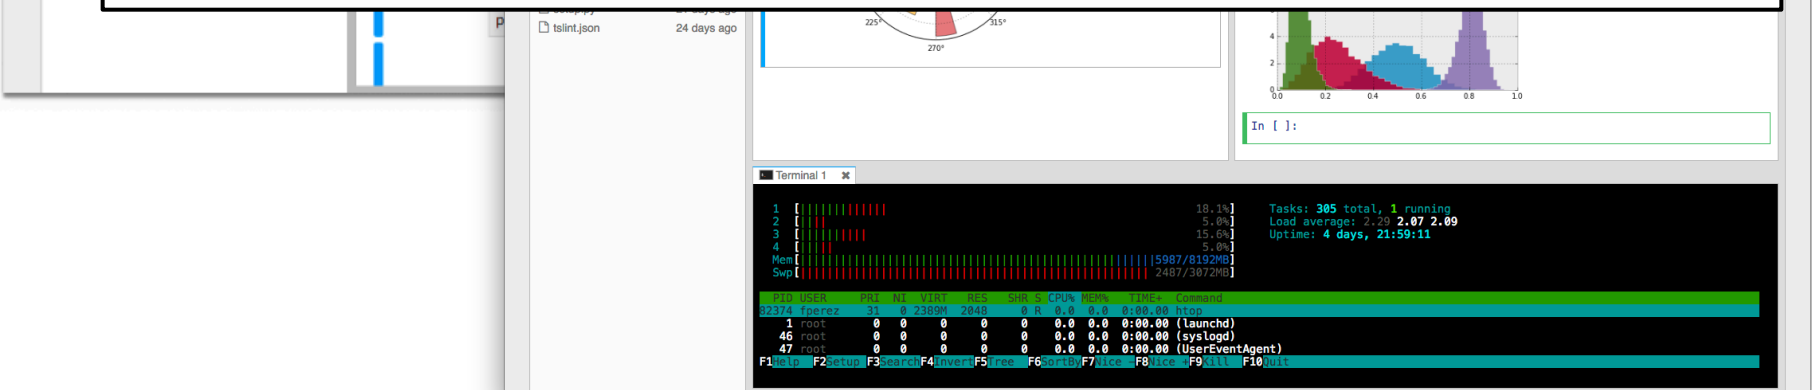 tslint.json 24 days ago
225° 315°
270°
4
2
0
0.0 0.2 0.4 0.6 0.8 1.0
In [ ]:
Terminal 1
1 [ 18.1%] Tasks: 305 total, 1 running
2 [ 5.0%] Load average: 2.29 2.07 2.09
3 [ 15.6%] Uptime: 4 days, 21:59:11
4 [ 5.0%]
Mem[ 5987/8192MB]
Swp[ 2487/3072MB]
PID USER PRI NI VIRT RES SHR S CPU% MEM% TIME+ Command
82374 fperez 31 0 2389M 2048 0 R 0.0 0.0 0:00.00 htop
1 root 0 0 0 0 0 0.0 0.0 0:00.00 (launchd)
46 root 0 0 0 0 0 0.0 0.0 0:00.00 (syslogd)
47 root 0 0 0 0 0 0.0 0.0 0:00.00 (UserEventAgent)
F1Help F2Setup F3SearchF4InvertF5Tree F6SortByF7Nice -F8Nice +F9Kill F10Quit